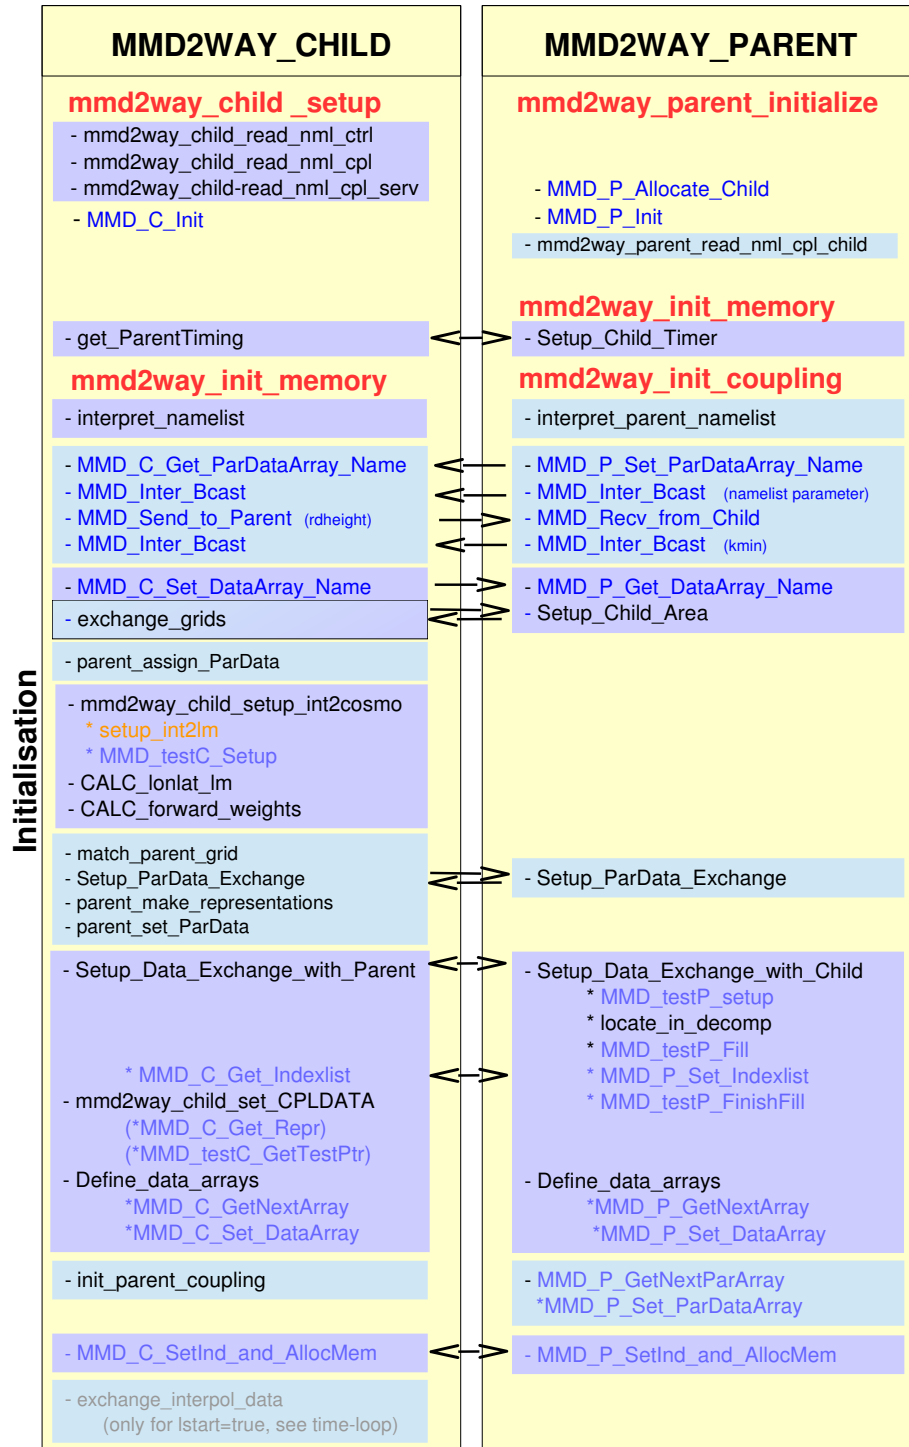 MMD2WAY_CHILD
mmd2way_child _setup
- mmd2way_child_read_nml_ctrl
- mmd2way_child_read_nml_cpl
- mmd2way_child-read_nml_cpl_serv
- MMD_C_Init
- get_ParentTiming
mmd2way_init_memory
- interpret_namelist
- MMD_C_Get_ParDataArray_Name
- MMD_Inter_Bcast
- MMD_Send_to_Parent (rdheight)
- MMD_Inter_Bcast
- MMD_C_Set_DataArray_Name
- exchange_grids
- parent_assign_ParData
- mmd2way_child_setup_int2cosmo
* setup_int2lm
* MMD_testC_Setup
- CALC_lonlat_lm
- CALC_forward_weights
- match_parent_grid
- Setup_ParData_Exchange
- parent_make_representations
- parent_set_ParData
- Setup_Data_Exchange_with_Parent
* MMD_C_Get_Indexlist
- mmd2way_child_set_CPLDATA
(*MMD_C_Get_Repr)
(*MMD_testC_GetTestPtr)
- Define_data_arrays
*MMD_C_GetNextArray
*MMD_C_Set_DataArray
- init_parent_coupling
- MMD_C_SetInd_and_AllocMem
- exchange_interpol_data
(only for lstart=true, see time-loop)
MMD2WAY_PARENT
mmd2way_parent_initialize
- MMD_P_Allocate_Child
- MMD_P_Init
- mmd2way_parent_read_nml_cpl_child
mmd2way_init_memory
- Setup_Child_Timer
mmd2way_init_coupling
- interpret_parent_namelist
- MMD_P_Set_ParDataArray_Name
- MMD_Inter_Bcast (namelist parameter)
- MMD_Recv_from_Child
- MMD_Inter_Bcast (kmin)
- MMD_P_Get_DataArray_Name
- Setup_Child_Area
- Setup_ParData_Exchange
- Setup_Data_Exchange_with_Child
* MMD_testP_setup
* locate_in_decomp
* MMD_testP_Fill
* MMD_P_Set_Indexlist
* MMD_testP_FinishFill
- Define_data_arrays
*MMD_P_GetNextArray
*MMD_P_Set_DataArray
- MMD_P_GetNextParArray
*MMD_P_Set_ParDataArray
- MMD_P_SetInd_and_AllocMem
Initialisation